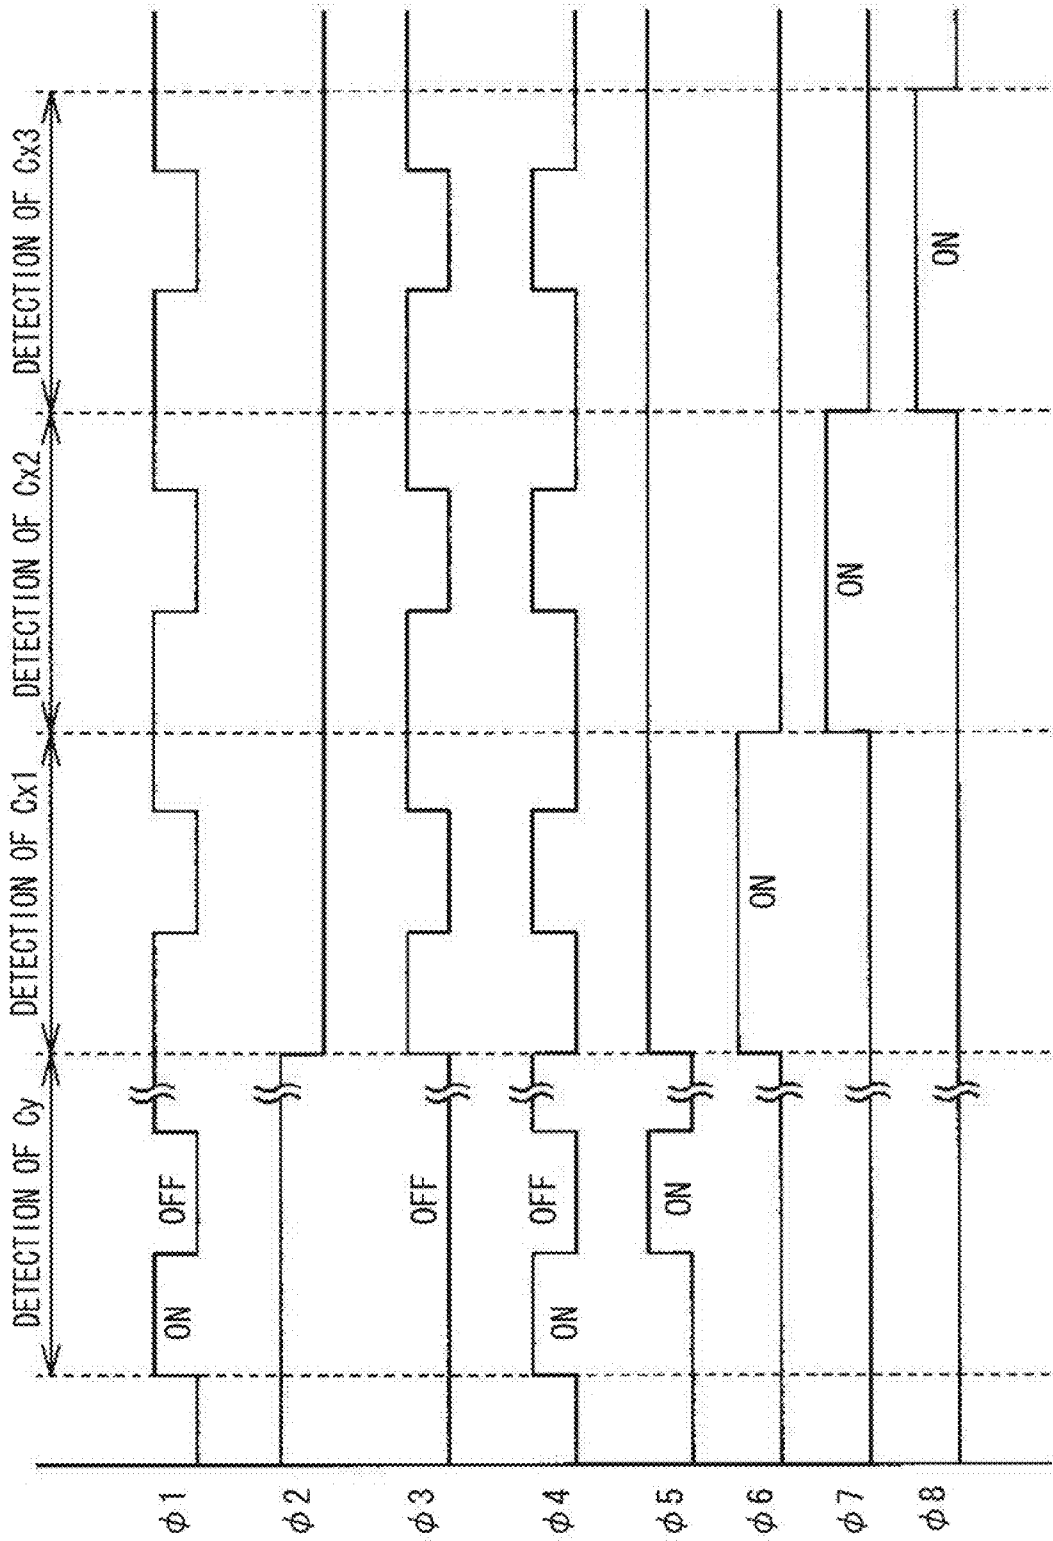 DETECTION OF Cy
DETECTION OF Cx1
DETECTION OF Cx2
DETECTION OF Cx3
φ1
ON
OFF
φ2
φ3
OFF
φ4
ON
OFF
φ5
ON
φ6
ON
φ7
ON
φ8
ON